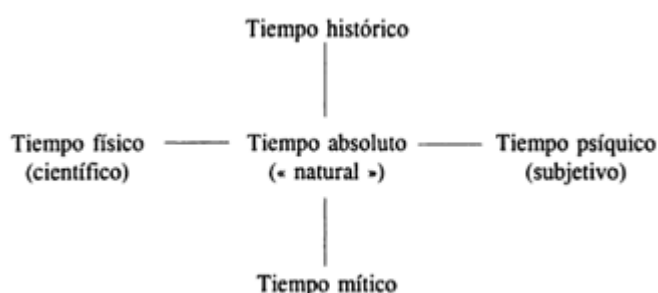 Tiempo histórico
Tiempo físico
(científico)
Tiempo absoluto
(« natural »)
Tiempo psíquico
(subjetivo)
Tiempo mítico